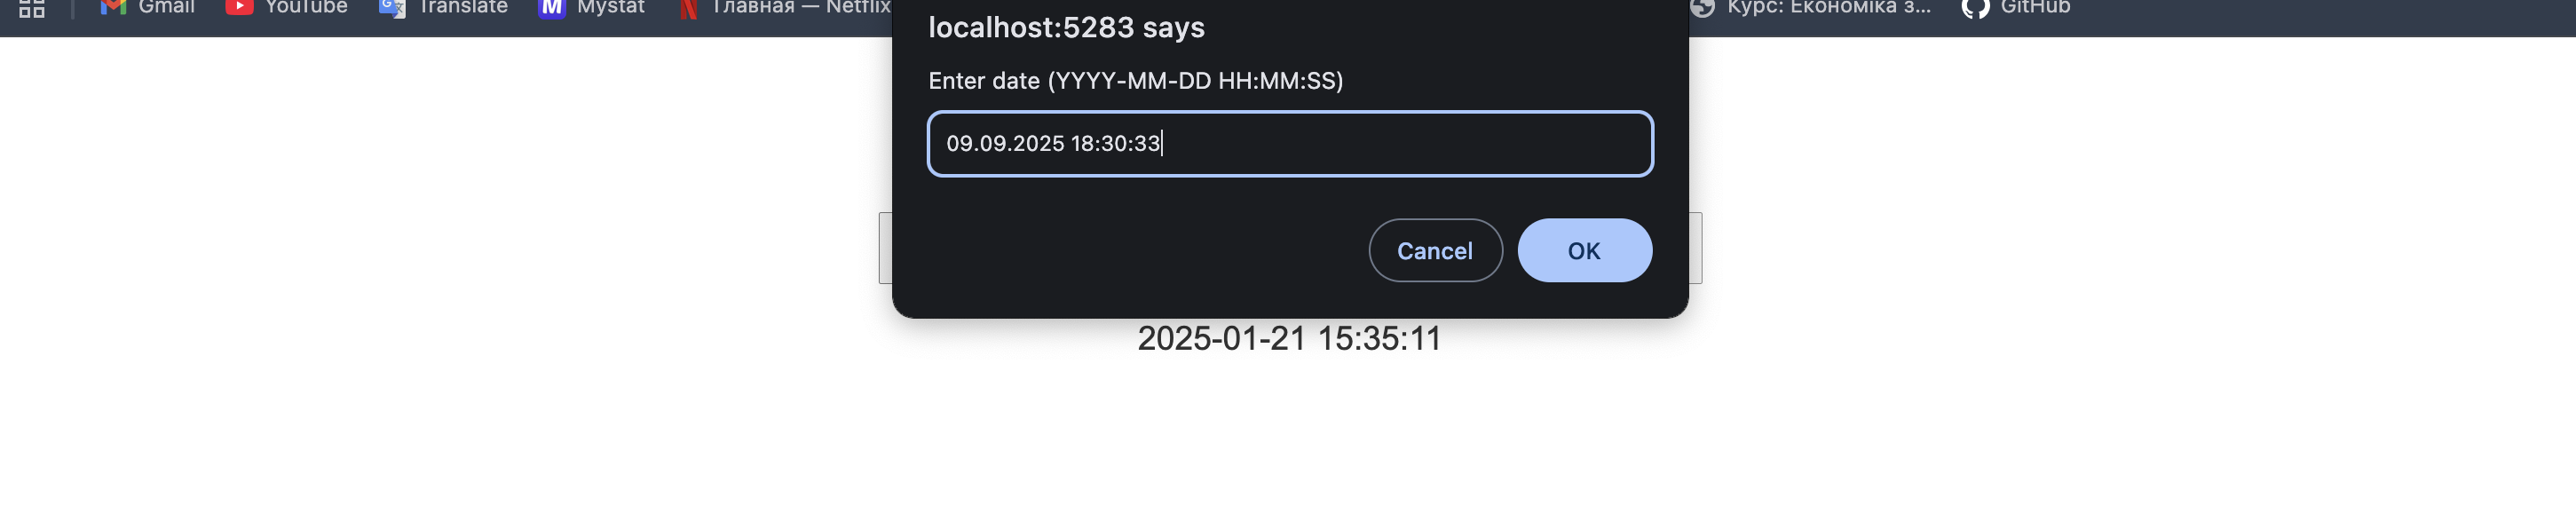 Gmail YouTube Translate Mystat Главная — Netflix Курс: Економіка з... GitHub
localhost:5283 says
Enter date (YYYY-MM-DD HH:MM:SS)
09.09.2025 18:30:33
Cancel OK
2025-01-21 15:35:11